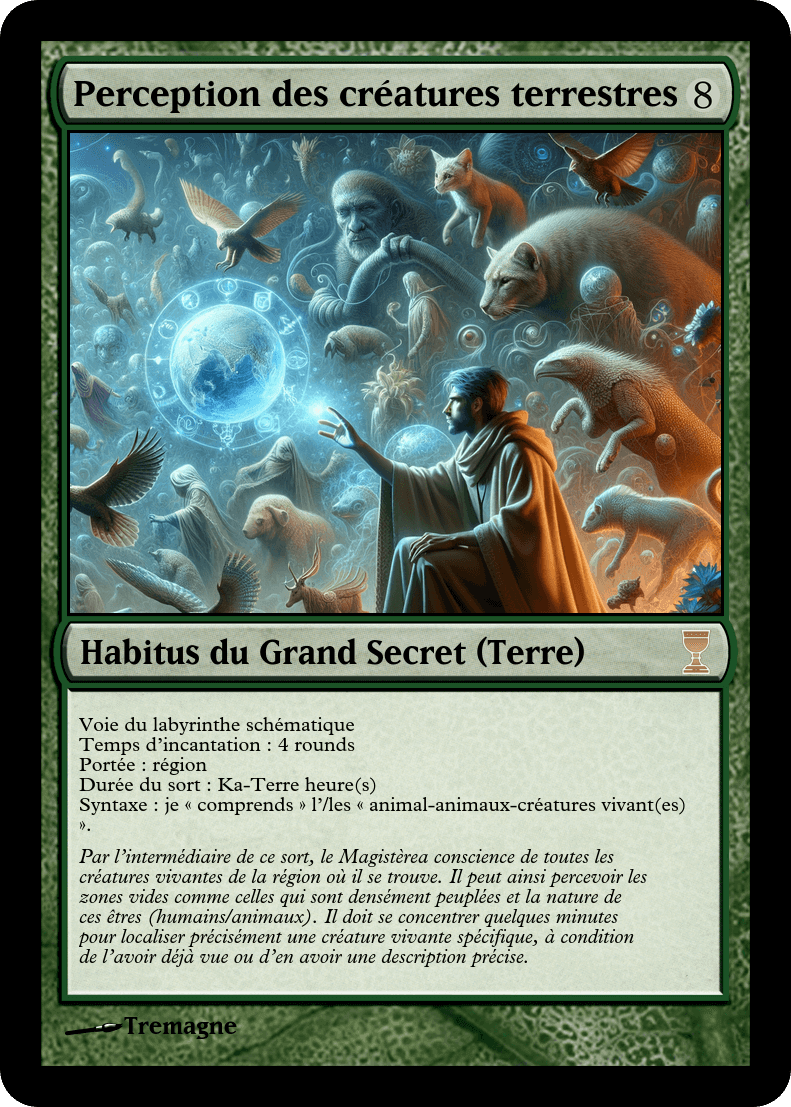 Perception des créatures terrestres 8
Habitus du Grand Secret (Terre)
Voie du labyrinthe schématique
Temps d'incantation : 4 rounds
Portée : région
Durée du sort : Ka-Terre heure(s)
Syntaxe : je « comprends » l'/les « animal-animaux-créatures vivant(es)
».
Par l'intermédiaire de ce sort, le Magistèrea conscience de toutes les
créatures vivantes de la région où il se trouve. Il peut ainsi percevoir les
zones vides comme celles qui sont densément peuplées et la nature de
ces êtres (humains/animaux). Il doit se concentrer quelques minutes
pour localiser précisément une créature vivante spécifique, à condition
de l'avoir déjà vue ou d'en avoir une description précise.
Tremagne